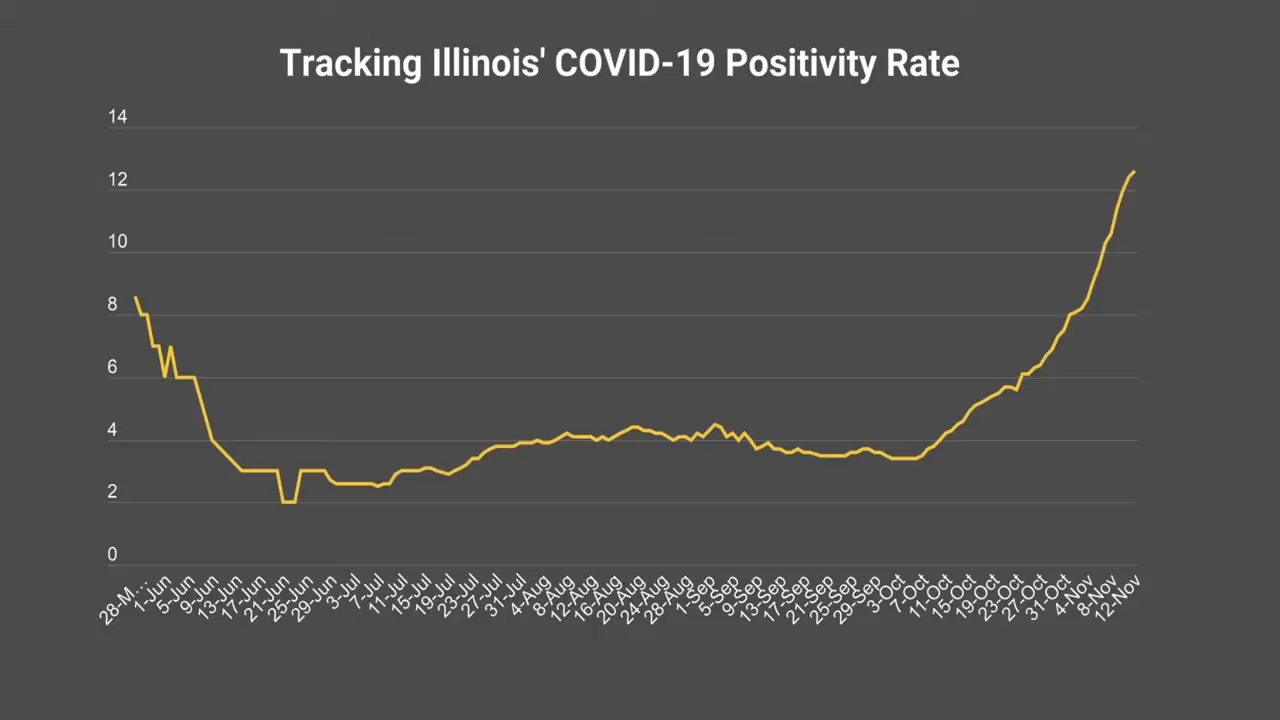 Tracking Illinois' COVID-19 Positivity Rate
14
12
10
8
6
4
2
0
28-M...
1-Jun
5-Jun
9-Jun
13-Jun
17-Jun
21-Jun
25-Jun
29-Jun
3-Jul
7-Jul
11-Jul
15-Jul
19-Jul
23-Jul
27-Jul
31-Jul
4-Aug
8-Aug
12-Aug
16-Aug
20-Aug
24-Aug
28-Aug
1-Sep
5-Sep
9-Sep
13-Sep
17-Sep
21-Sep
25-Sep
29-Sep
3-Oct
7-Oct
11-Oct
15-Oct
19-Oct
23-Oct
27-Oct
31-Oct
4-Nov
8-Nov
12-Nov